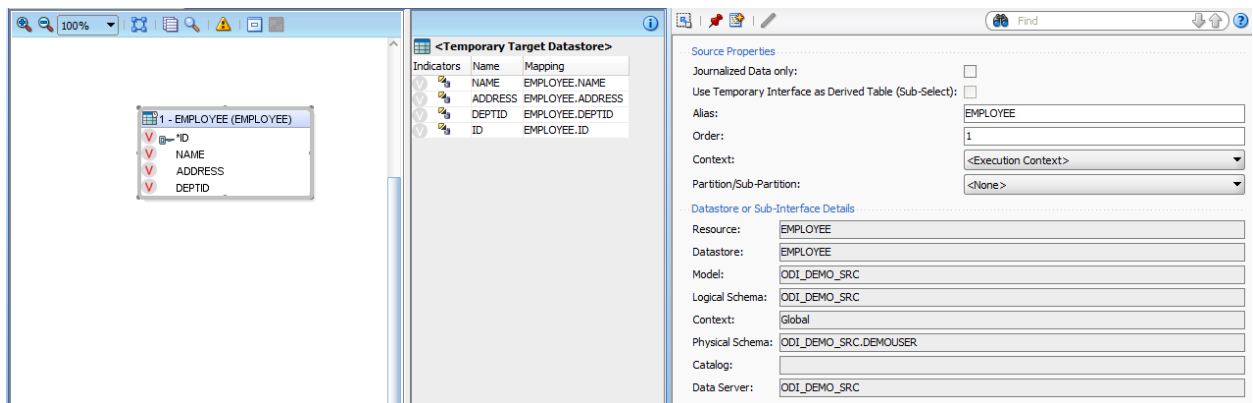 100%
1 - EMPLOYEE (EMPLOYEE)
V *ID
V NAME
V ADDRESS
V DEPTID
<Temporary Target Datastore>
Indicators Name Mapping
V NAME EMPLOYEE.NAME
V ADDRESS EMPLOYEE.ADDRESS
V DEPTID EMPLOYEE.DEPTID
V ID EMPLOYEE.ID
Find
Source Properties
Journalized Data only:
Use Temporary Interface as Derived Table (Sub-Select):
Alias: EMPLOYEE
Order: 1
Context: <Execution Context>
Partition/Sub-Partition: <None>
Datastore or Sub-Interface Details
Resource: EMPLOYEE
Datastore: EMPLOYEE
Model: ODI_DEMO_SRC
Logical Schema: ODI_DEMO_SRC
Context: Global
Physical Schema: ODI_DEMO_SRC.DEMOUSER
Catalog:
Data Server: ODI_DEMO_SRC